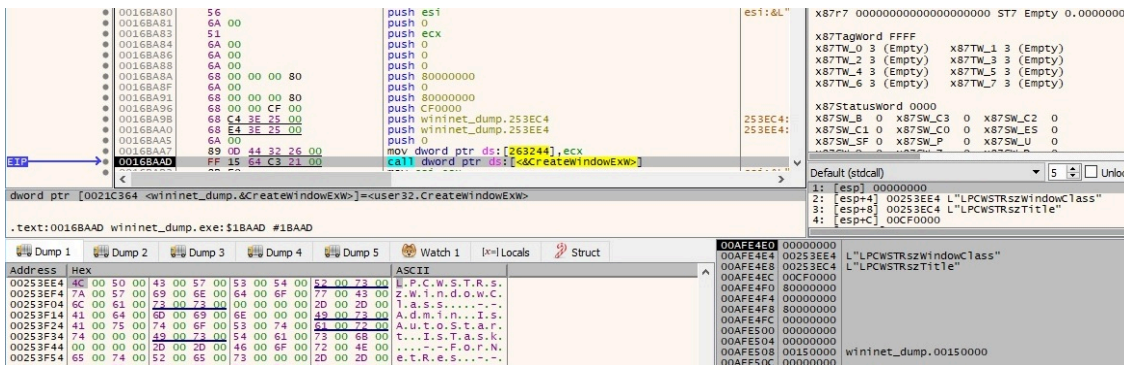 0016BA80 56 push esi esi:&L"
0016BA81 6A 00 push 0
0016BA83 51 push ecx
0016BA84 6A 00 push 0
0016BA86 6A 00 push 0
0016BA88 6A 00 push 0
0016BA8A 68 00 00 00 80 push 80000000
0016BA8F 6A 00 push 0
0016BA91 68 00 00 00 80 push 80000000
0016BA96 68 00 00 CF 00 push CF0000
0016BA9B 68 C4 3E 25 00 push wininet_dump.253EC4 253EC4:
0016BAA0 68 E4 3E 25 00 push wininet_dump.253EE4 253EE4:
0016BAA5 6A 00 push 0
0016BAA7 89 0D 44 32 26 00 mov dword ptr ds:[263244],ecx
EIP 0016BAAD FF 15 64 C3 21 00 call dword ptr ds:[<&CreateWindowExW>]
dword ptr [0021C364 <wininet_dump.&CreateWindowExW>]=<user32.CreateWindowExW>
.text:0016BAAD wininet_dump.exe:$1BAAD #1BAAD
x87r7 00000000000000000000 ST7 Empty 0.0000000
x87TagWord FFFF
x87TW_0 3 (Empty) x87TW_1 3 (Empty)
x87TW_2 3 (Empty) x87TW_3 3 (Empty)
x87TW_4 3 (Empty) x87TW_5 3 (Empty)
x87TW_6 3 (Empty) x87TW_7 3 (Empty)
x87StatusWord 0000
x87SW_B 0 x87SW_C3 0 x87SW_C2 0
x87SW_C1 0 x87SW_C0 0 x87SW_ES 0
x87SW_SF 0 x87SW_P 0 x87SW_U 0
Default (stdcall) 5 Unloc
1: [esp] 00000000
2: [esp+4] 00253EE4 L"LPCWSTRszWindowClass"
3: [esp+8] 00253EC4 L"LPCWSTRszTitle"
4: [esp+C] 00CF0000
Dump 1 Dump 2 Dump 3 Dump 4 Dump 5 Watch 1 [x=] Locals Struct
Address Hex ASCII
00253EE4 4C 00 50 00 43 00 57 00 53 00 54 00 52 00 73 00 L.P.C.W.S.T.R.s.
00253EF4 7A 00 57 00 69 00 6E 00 64 00 6F 00 77 00 43 00 z.W.i.n.d.o.w.C.
00253F04 6C 00 61 00 73 00 73 00 00 00 00 00 2D 00 2D 00 l.a.s.s.....-.-.
00253F14 41 00 64 00 6D 00 69 00 6E 00 00 00 49 00 73 00 A.d.m.i.n...I.s.
00253F24 41 00 75 00 74 00 6F 00 53 00 74 00 61 00 72 00 A.u.t.o.S.t.a.r.
00253F34 74 00 00 00 49 00 73 00 54 00 61 00 73 00 6B 00 t...I.s.T.a.s.k.
00253F44 00 00 00 00 2D 00 2D 00 46 00 6F 00 72 00 4E 00 ....-.-.F.o.r.N.
00253F54 65 00 74 00 52 00 65 00 73 00 00 00 2D 00 2D 00 e.t.R.e.s...-.-.
00AFE4E0 00000000
00AFE4E4 00253EE4 L"LPCWSTRszWindowClass"
00AFE4E8 00253EC4 L"LPCWSTRszTitle"
00AFE4EC 00CF0000
00AFE4F0 80000000
00AFE4F4 00000000
00AFE4F8 80000000
00AFE4FC 00000000
00AFE500 00000000
00AFE504 00000000
00AFE508 00150000 wininet_dump.00150000
00AFE50C 00000000